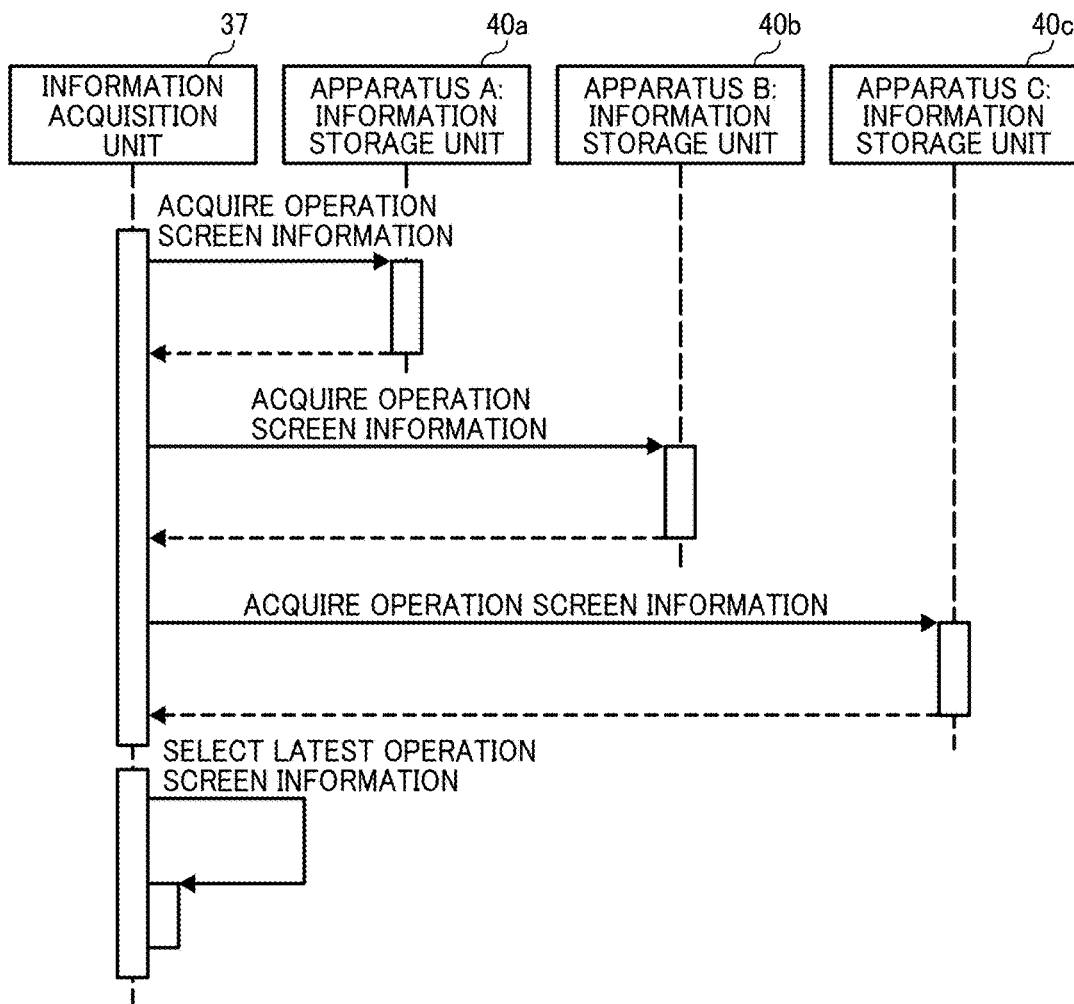 37
40a
40b
40c
INFORMATION
ACQUISITION
UNIT
APPARATUS A:
INFORMATION
STORAGE UNIT
APPARATUS B:
INFORMATION
STORAGE UNIT
APPARATUS C:
INFORMATION
STORAGE UNIT
ACQUIRE OPERATION
SCREEN INFORMATION
ACQUIRE OPERATION
SCREEN INFORMATION
ACQUIRE OPERATION SCREEN INFORMATION
SELECT LATEST OPERATION
SCREEN INFORMATION